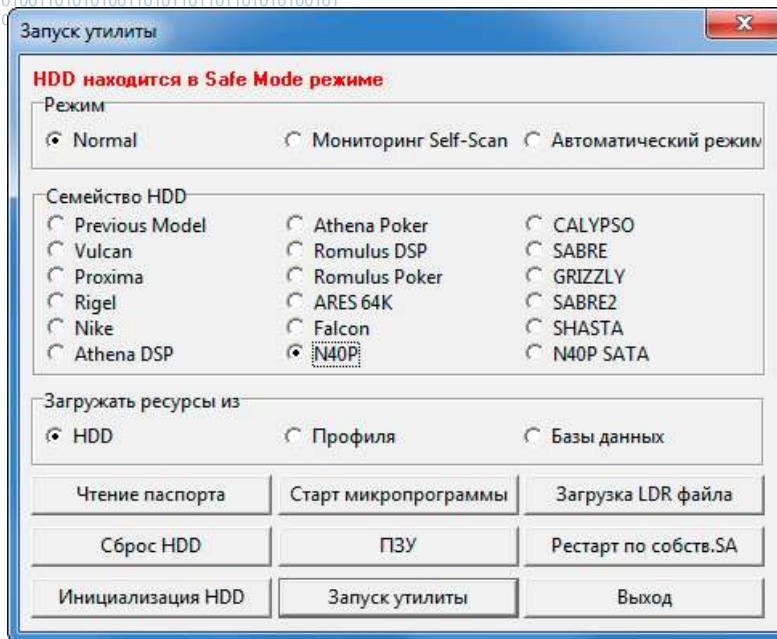 Запуск утилиты
HDD находится в Safe Mode режиме
Режим
Normal Мониторинг Self-Scan Автоматический режим
Семейство HDD
Previous Model Athena Poker CALYPSO
Vulcan Romulus DSP SABRE
Proxima Romulus Poker GRIZZLY
Rigel ARES 64K SABRE2
Nike Falcon SHASTA
Athena DSP N40P N40P SATA
Загружать ресурсы из
HDD Профиля Базы данных
Чтение паспорта Старт микропрограммы Загрузка LDR файла
Сброс HDD ПЗУ Рестарт по собств.SA
Инициализация HDD Запуск утилиты Выход